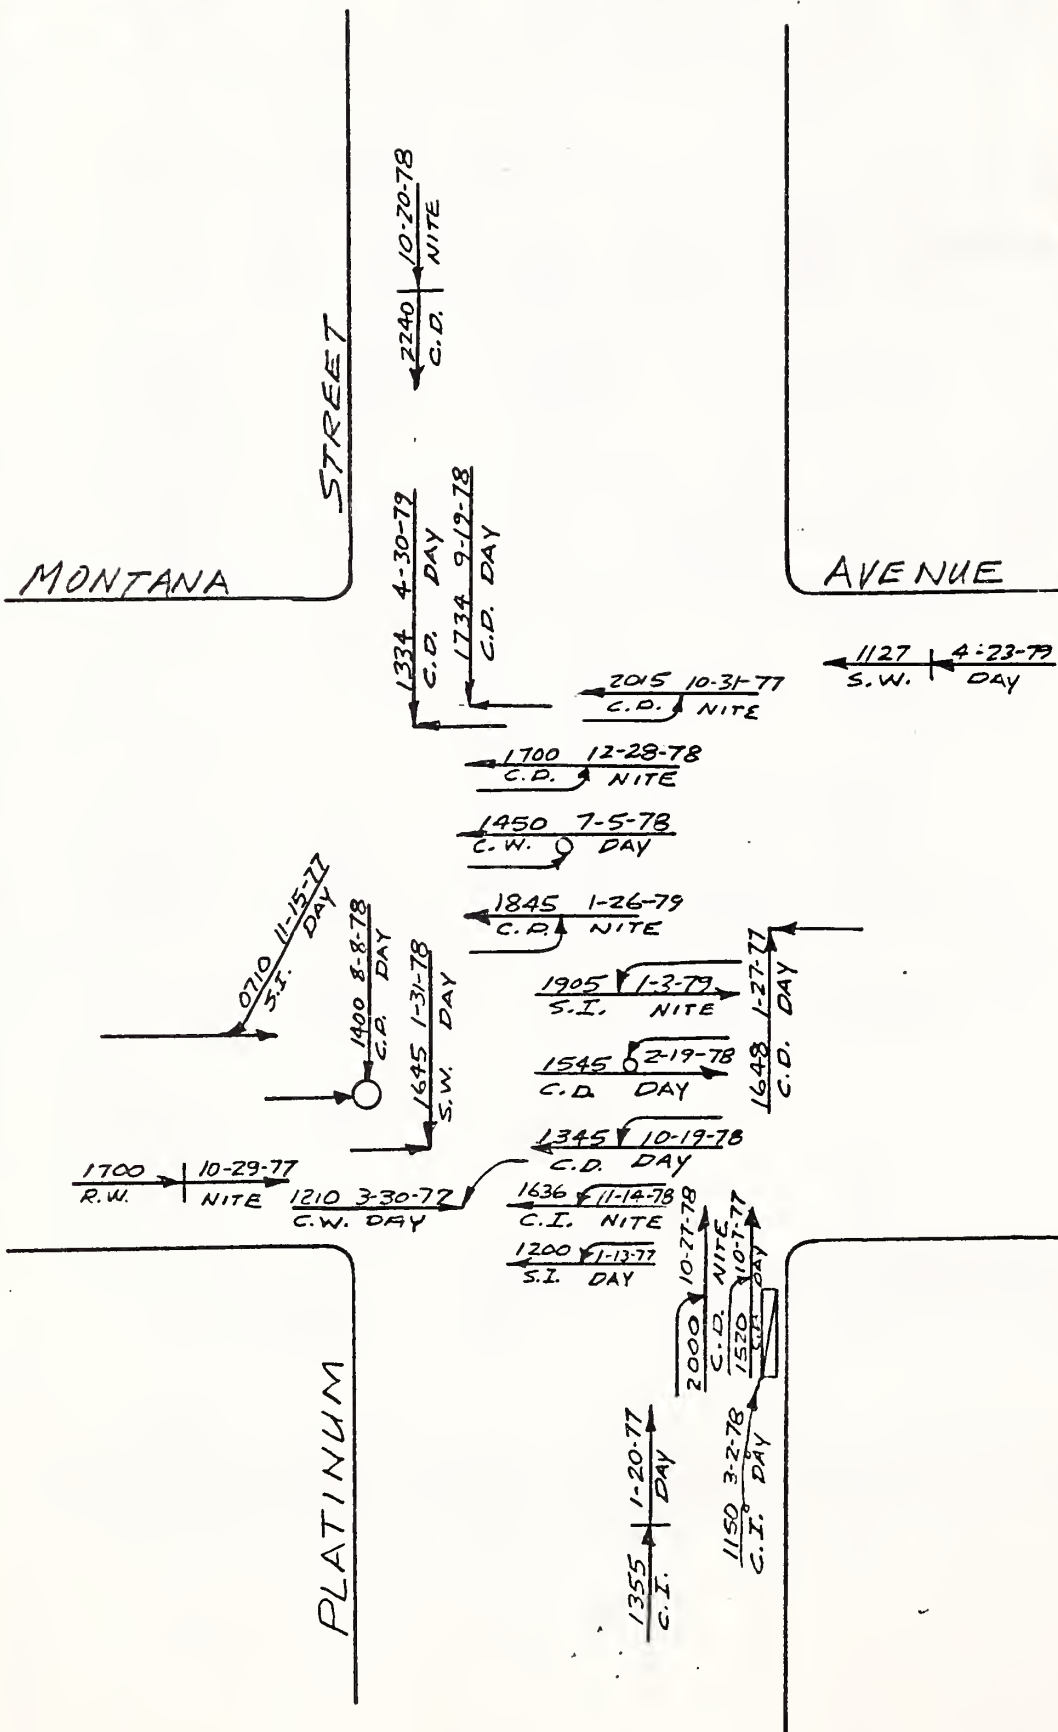 10-20-78
NITE
2240
C.D.
STREET
MONTANA
AVENUE
1334 4-30-79
C.D. DAY
1734 9-19-78
C.D. DAY
1127 4-23-79
S.W. DAY
2015 10-31-77
C.D. NITE
1700 12-28-78
C.D. NITE
1450 7-5-78
C.W. DAY
1845 1-26-79
C.D. NITE
0710 11-15-77
S.I. DAY
1400 8-8-78
C.D. DAY
1645 1-31-78
S.W. DAY
1905 1-3-79
S.I. NITE
1545 2-19-78
C.D. DAY
1648 1-27-77
C.D. DAY
1345 10-19-78
C.D. DAY
1700 10-29-77
R.W. NITE
1210 3-30-77
C.W. DAY
1636 11-14-78
C.I. NITE
1200 1-13-77
S.I. DAY
2000 10-27-78
C.D. NITE
1520 10-7-77
C.D. DAY
PLATINUM
1355 1-20-77
C.I. DAY
1150 3-2-78
C.I. DAY